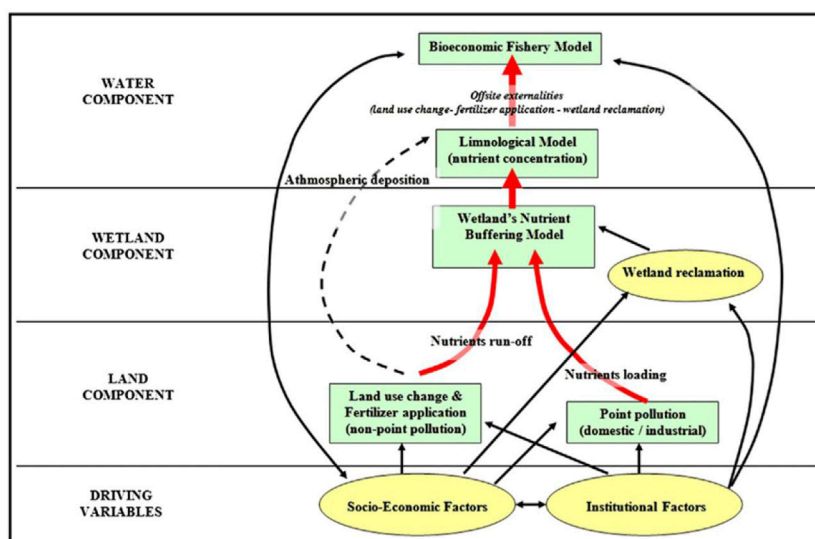 WATER
COMPONENT
Bioeconomic Fishery Model
Offsite externalities
(land use change- fertilizer application - wetland reclamation)
Limnological Model
(nutrient concentration)
Athmospheric deposition
WETLAND
COMPONENT
Wetland's Nutrient
Buffering Model
Wetland reclamation
Nutrients run-off
LAND
COMPONENT
Nutrients loading
Land use change &
Fertilizer application
(non-point pollution)
Point pollution
(domestic / industrial)
DRIVING
VARIABLES
Socio-Economic Factors
Institutional Factors